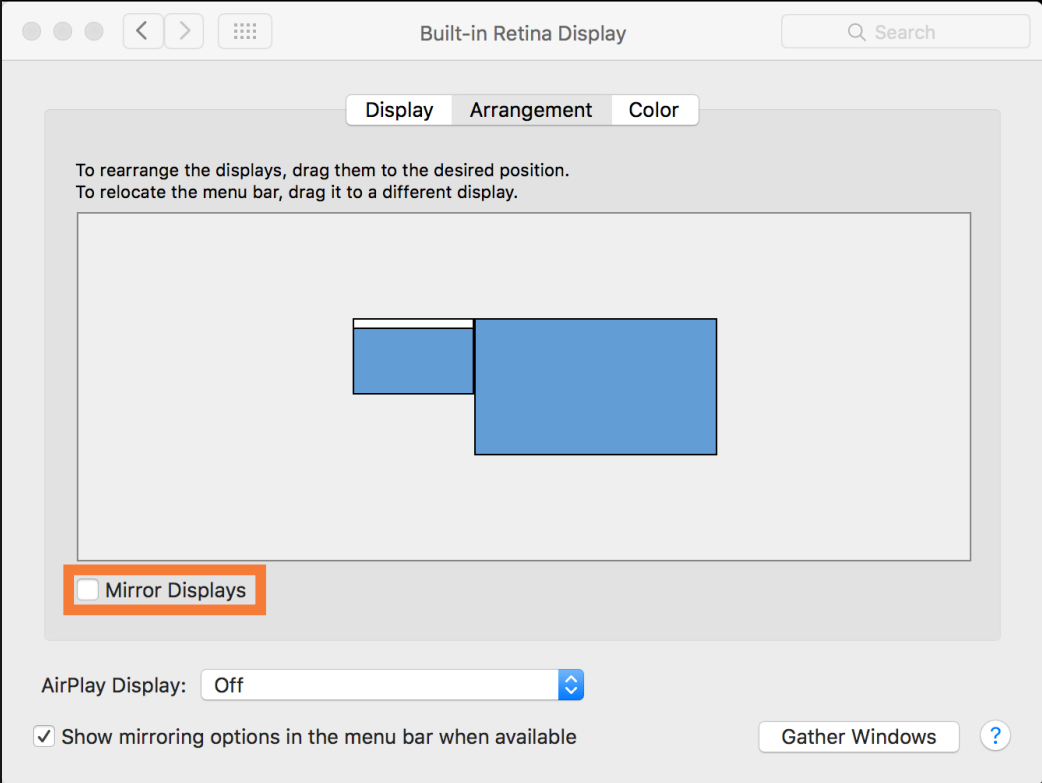 Built-in Retina Display
Search
Display Arrangement Color
To rearrange the displays, drag them to the desired position.
To relocate the menu bar, drag it to a different display.
Mirror Displays
AirPlay Display: Off
Show mirroring options in the menu bar when available
Gather Windows ?